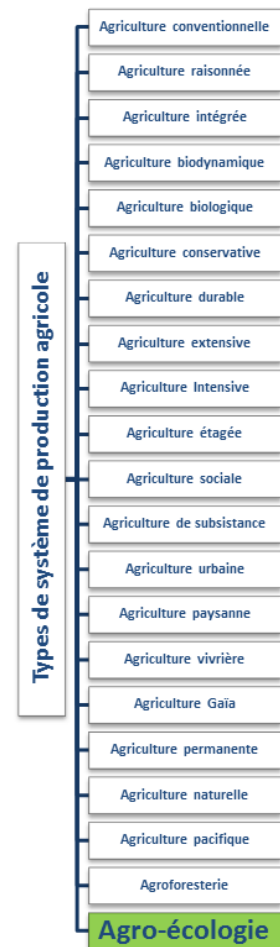 Types de système de production agricole
Agriculture conventionnelle
Agriculture raisonnée
Agriculture intégrée
Agriculture biodynamique
Agriculture biologique
Agriculture conservative
Agriculture durable
Agriculture extensive
Agriculture Intensive
Agriculture étagée
Agriculture sociale
Agriculture de subsistance
Agriculture urbaine
Agriculture paysanne
Agriculture vivrière
Agriculture Gaïa
Agriculture permanente
Agriculture naturelle
Agriculture pacifique
Agroforesterie
Agro-écologie